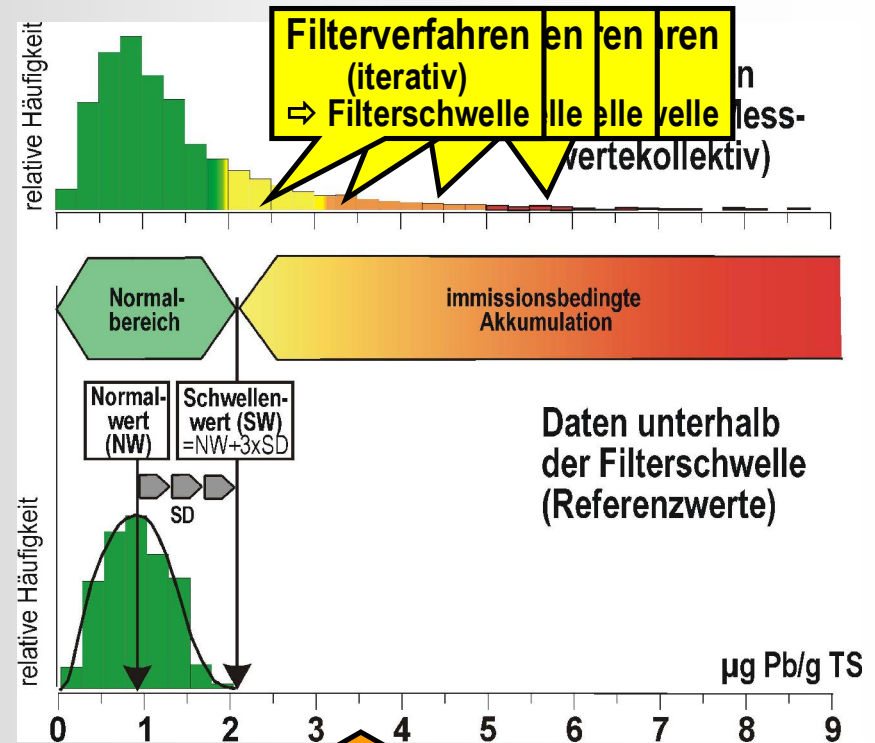 relative Häufigkeit
Filterverfahren
(iterativ)
⇨ Filterschwelle
en
lle
ren
elle
ren
welle
n
Mess-
wertekollektiv)
Normal-
bereich
immissionsbedingte
Akkumulation
Normal-
wert
(NW)
Schwellen-
wert (SW)
=NW+3xSD
SD
Daten unterhalb
der Filterschwelle
(Referenzwerte)
relative Häufigkeit
µg Pb/g TS
0 1 2 3 4 5 6 7 8 9